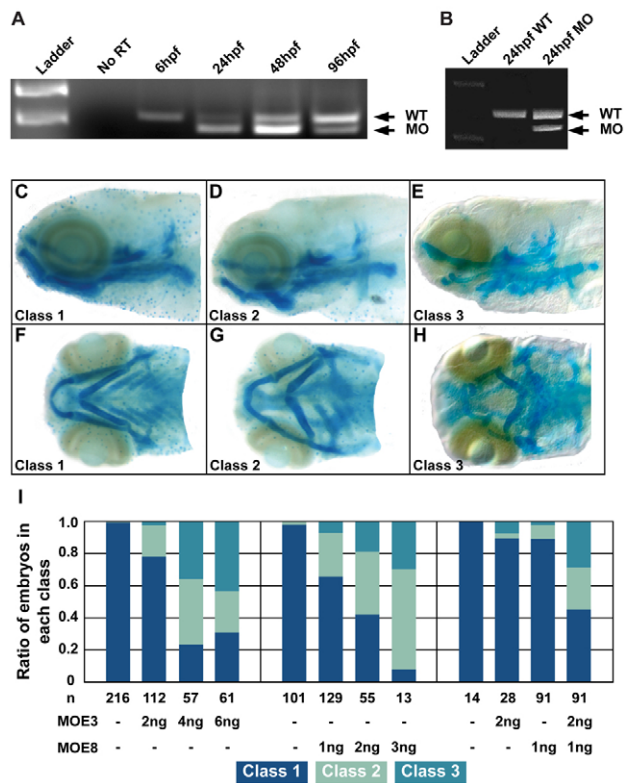 A
Ladder No RT 6hpf 24hpf 48hpf 96hpf
WT
MO
B
Ladder 24hpf WT 24hpf MO
WT
MO
C
Class 1
D
Class 2
E
Class 3
F
Class 1
G
Class 2
H
Class 3
I
Ratio of embryos in
each class
1.0
0.8
0.6
0.4
0.2
0
n 216 112 57 61 101 129 55 13 14 28 91 91
MOE3 - 2ng 4ng 6ng - - - - - 2ng - 2ng
MOE8 - - - - - 1ng 2ng 3ng - - 1ng 1ng
Class 1 Class 2 Class 3